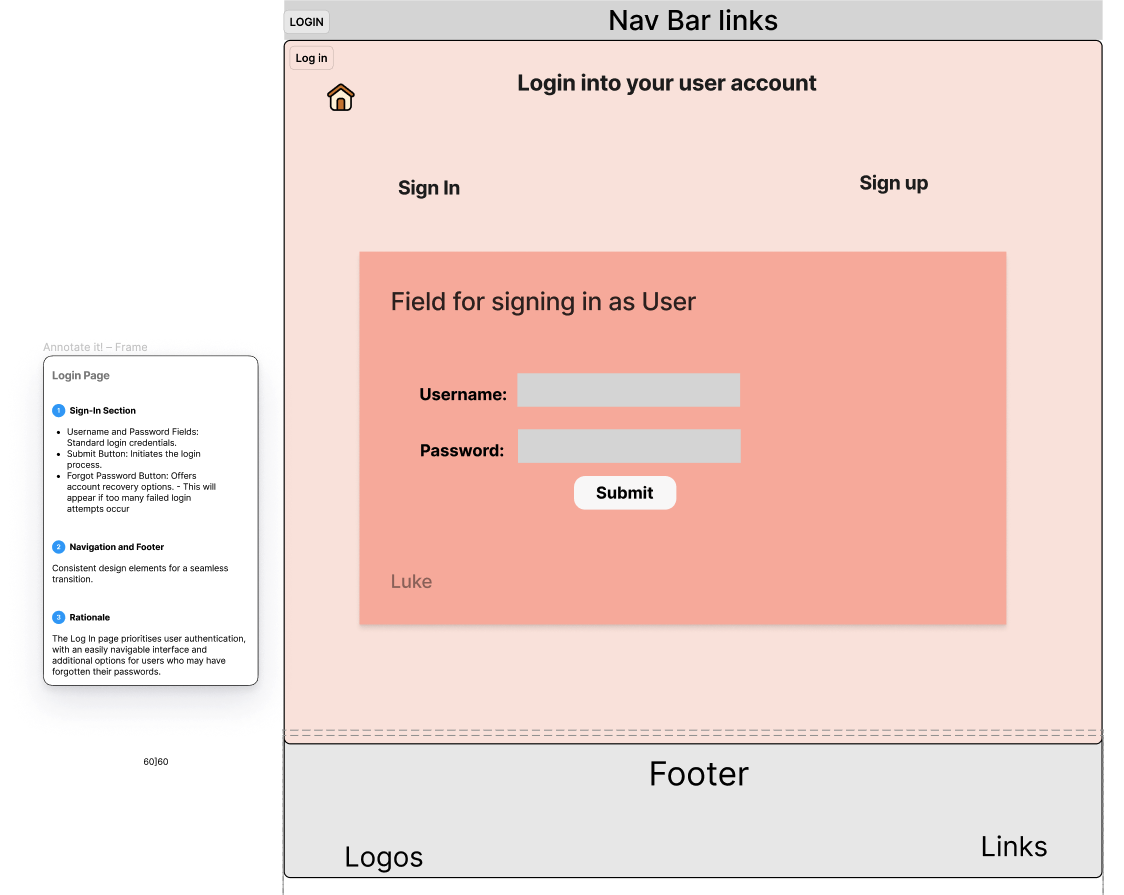 LOGIN
Nav Bar links
Log in
Login into your user account
Sign In
Sign up
Field for signing in as User
Username:
Password:
Submit
Luke
Annotate it! – Frame
Login Page
1 Sign-In Section
• Username and Password Fields:
Standard login credentials.
• Submit Button: Initiates the login
process.
• Forgot Password Button: Offers
account recovery options. - This will
appear if too many failed login
attempts occur
2 Navigation and Footer
Consistent design elements for a seamless
transition.
3 Rationale
The Log In page prioritises user authentication,
with an easily navigable interface and
additional options for users who may have
forgotten their passwords.
60]60
Footer
Logos
Links